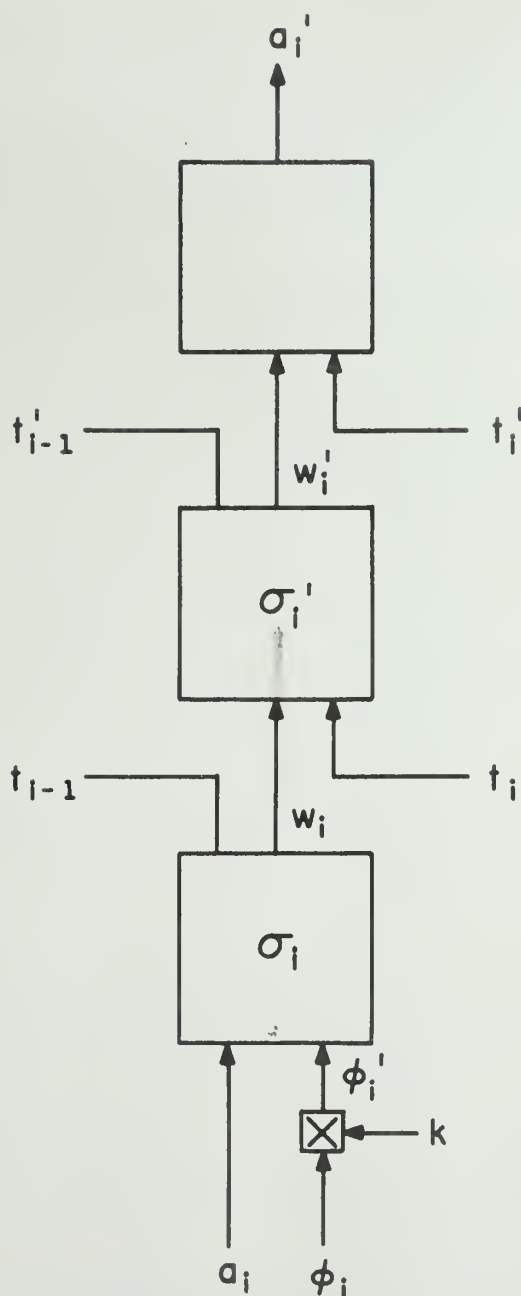 a_i'
t'_{i-1}
t_i'
w_i'
σ_i'
t_{i-1}
t_i
w_i
σ_i
ϕ_i'
k
a_i
ϕ_i